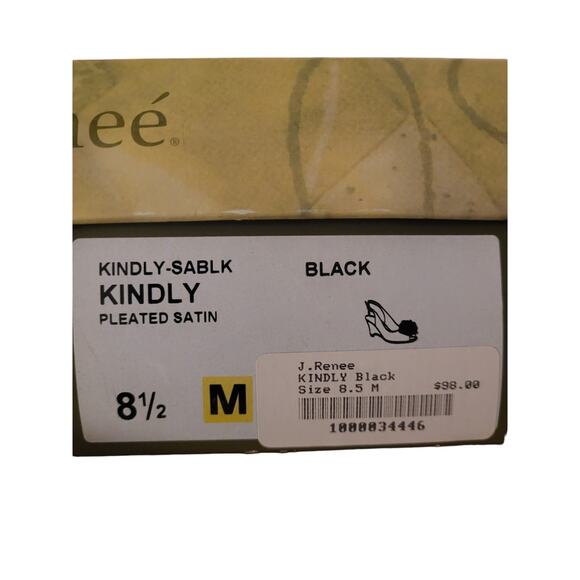 neé®
KINDLY-SABLK BLACK
KINDLY
PLEATED SATIN
8½ M
J.Renee
KINDLY Black
Size 8.5 M $98.00
1000034446